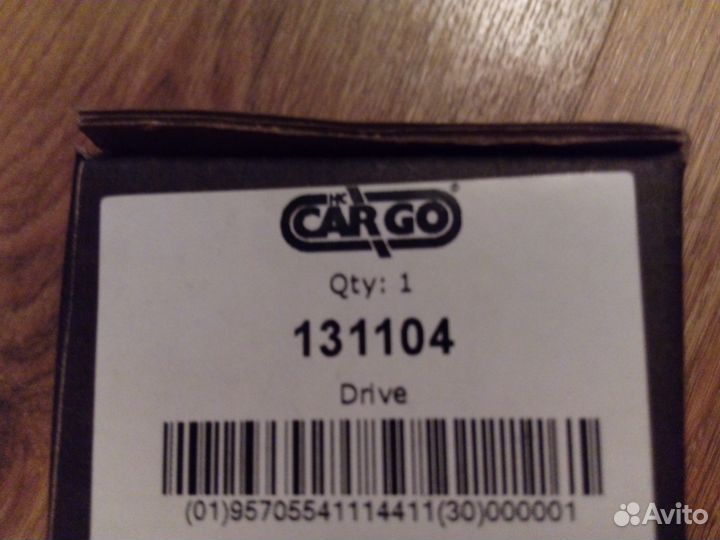 HC
CARGO®
Qty: 1
131104
Drive
(01)95705541114411(30)000001
Avito